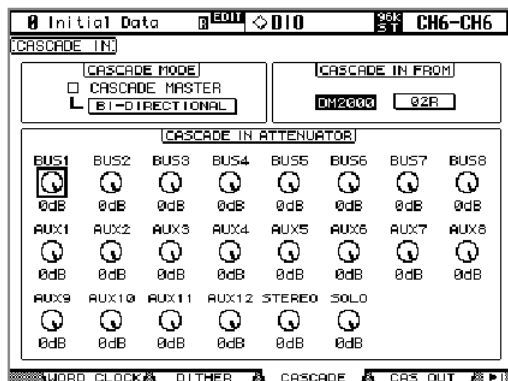 0 Initial Data EDIT DIO 96K ST CH6-CH6
CASCADE IN
CASCADE MODE
CASCADE MASTER
BI-DIRECTIONAL
CASCADE IN FROM
DM2000 02R
CASCADE IN ATTENUATOR
BUS1 BUS2 BUS3 BUS4 BUS5 BUS6 BUS7 BUS8
0dB 0dB 0dB 0dB 0dB 0dB 0dB 0dB
AUX1 AUX2 AUX3 AUX4 AUX5 AUX6 AUX7 AUX8
0dB 0dB 0dB 0dB 0dB 0dB 0dB 0dB
AUX9 AUX10 AUX11 AUX12 STEREO SOLO
0dB 0dB 0dB 0dB 0dB 0dB
WORD CLOCK DITHER CASCADE CAS OUT